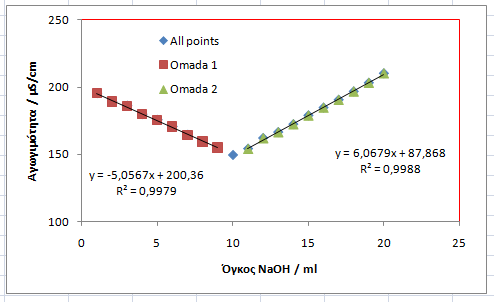 250
200
150
100
0
5
10
15
20
25
Αγωγιμότητα / μS/cm
Όγκος NaOH / ml
All points
Omada 1
Omada 2
y = -5,0567x + 200,36
R² = 0,9979
y = 6,0679x + 87,868
R² = 0,9988